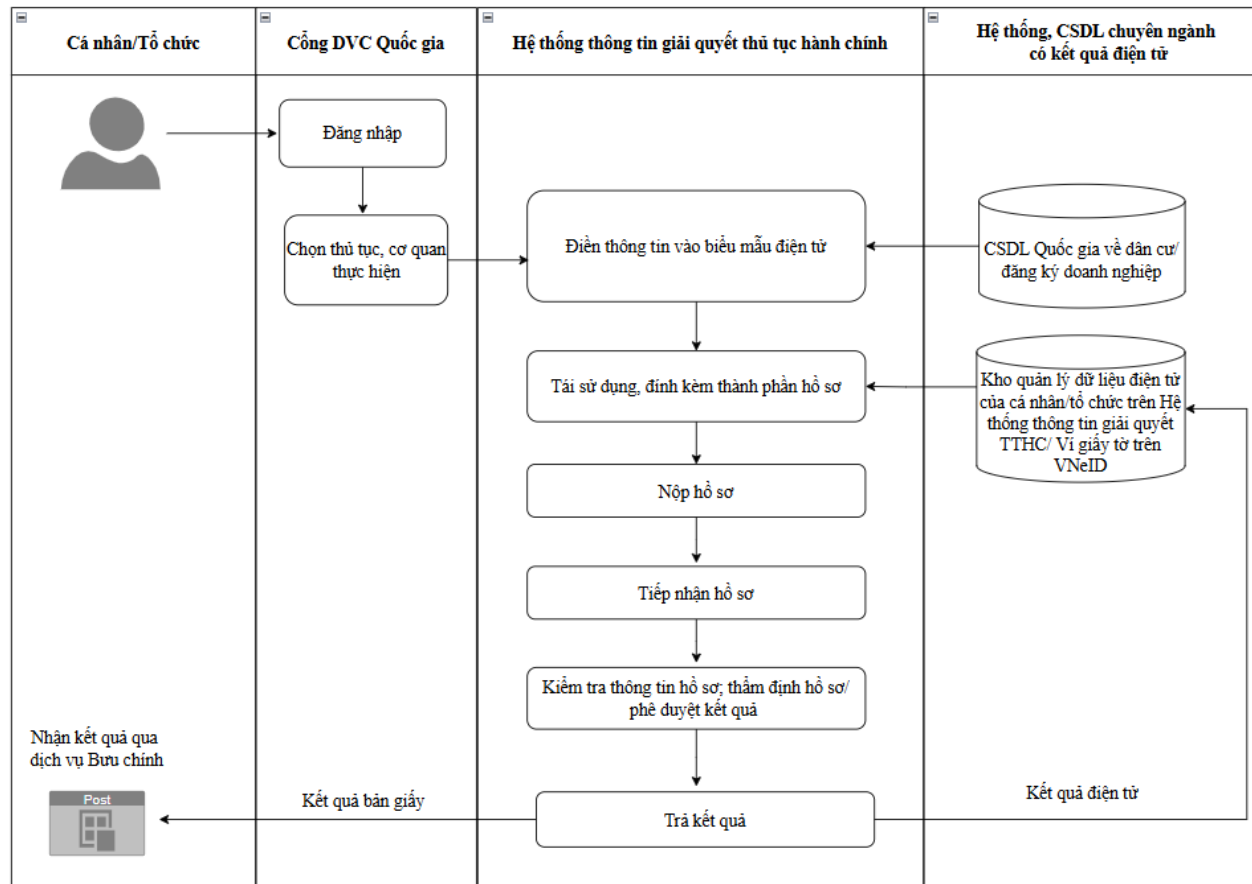 Cá nhân/Tổ chức
Cổng DVC Quốc gia
Hệ thống thông tin giải quyết thủ tục hành chính
Hệ thống, CSDL chuyên ngành
có kết quả điện tử
Đăng nhập
Chọn thủ tục, cơ quan
thực hiện
Điền thông tin vào biểu mẫu điện tử
CSDL Quốc gia về dân cư/
đăng ký doanh nghiệp
Tái sử dụng, đính kèm thành phần hồ sơ
Kho quản lý dữ liệu điện tử
của cá nhân/tổ chức trên Hệ
thống thông tin giải quyết
TTHC/ Ví giấy tờ trên
VNeID
Nộp hồ sơ
Tiếp nhận hồ sơ
Kiểm tra thông tin hồ sơ; thẩm định hồ sơ/
phê duyệt kết quả
Nhận kết quả qua
dịch vụ Bưu chính
Post
Kết quả bản giấy
Trả kết quả
Kết quả điện tử